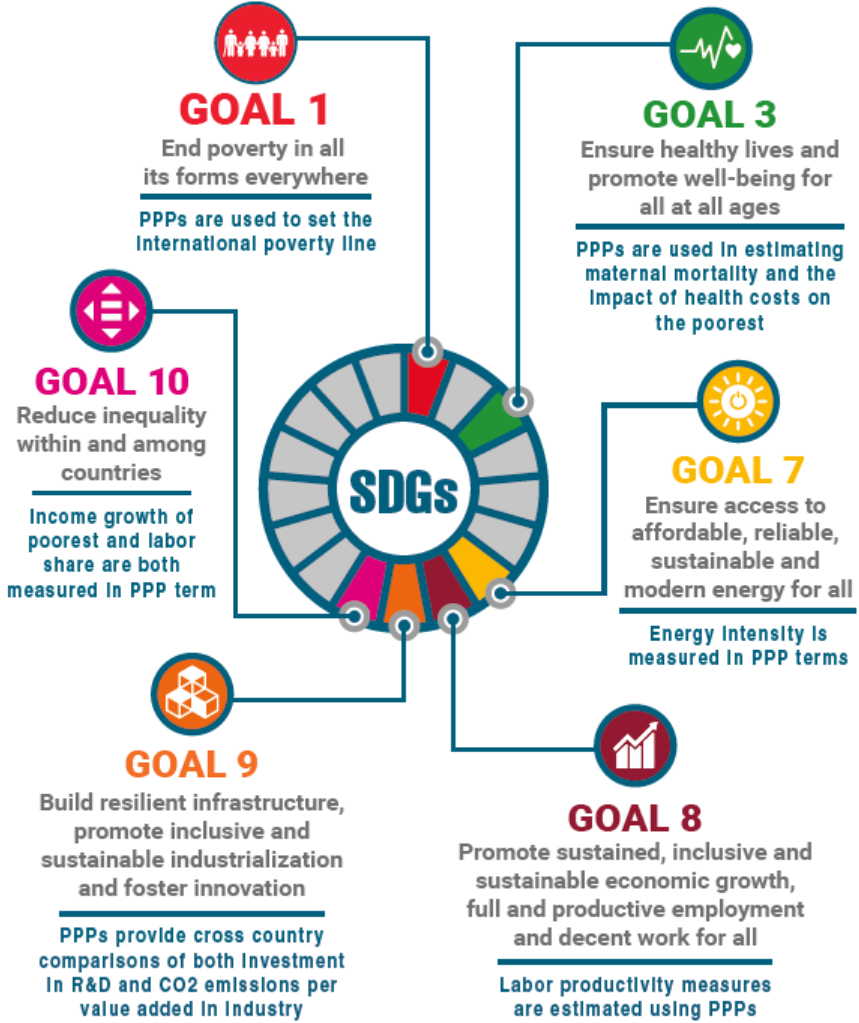 GOAL 1
End poverty in all
its forms everywhere
PPPs are used to set the
international poverty line
GOAL 3
Ensure healthy lives and
promote well-being for
all at all ages
PPPs are used in estimating
maternal mortality and the
impact of health costs on
the poorest
GOAL 10
Reduce inequality
within and among
countries
Income growth of
poorest and labor
share are both
measured in PPP term
SDGs
GOAL 7
Ensure access to
affordable, reliable,
sustainable and
modern energy for all
Energy intensity is
measured in PPP terms
GOAL 9
Build resilient infrastructure,
promote inclusive and
sustainable industrialization
and foster innovation
PPPs provide cross country
comparisons of both investment
in R&D and CO2 emissions per
value added in industry
GOAL 8
Promote sustained, inclusive and
sustainable economic growth,
full and productive employment
and decent work for all
Labor productivity measures
are estimated using PPPs